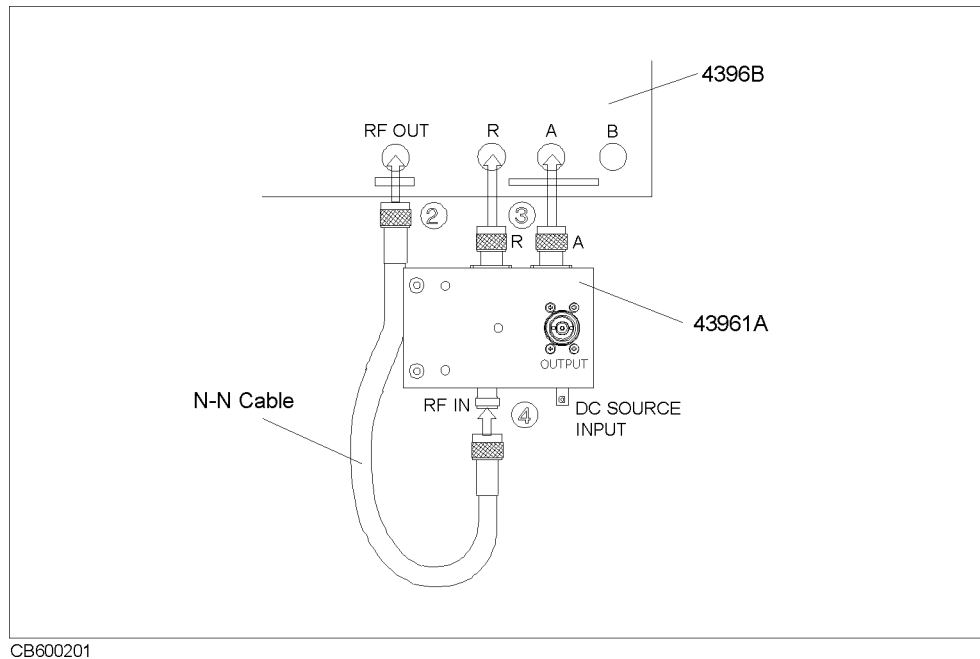 4396B
RF OUT
R
A
B
②
③
R
A
43961A
OUTPUT
N-N Cable
RF IN
④
DC SOURCE
INPUT
CB600201